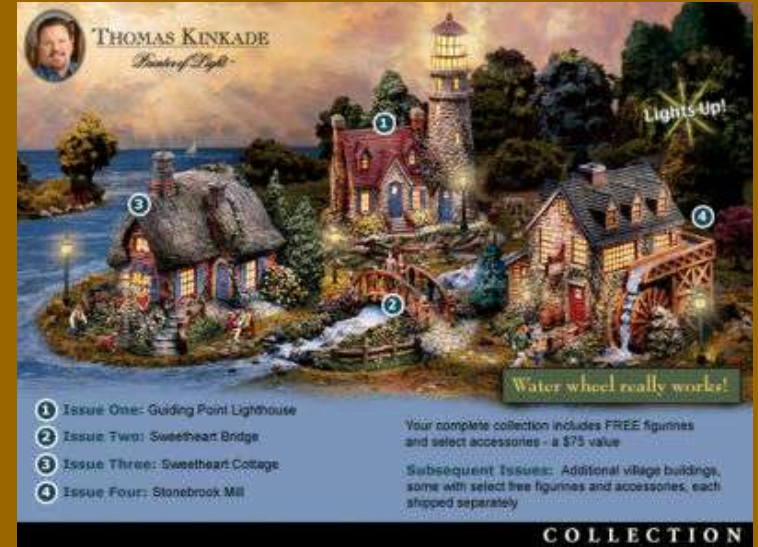 THOMAS KINKADE
Painter of Light™
Lights Up!
1
3
4
2
Water wheel really works!
1 Issue One: Guiding Point Lighthouse
2 Issue Two: Sweetheart Bridge
3 Issue Three: Sweetheart Cottage
4 Issue Four: Stonebrook Mill
Your complete collection includes FREE figurines
and select accessories - a $75 value
Subsequent Issues: Additional village buildings,
some with select free figurines and accessories, each
shipped separately
COLLECTION